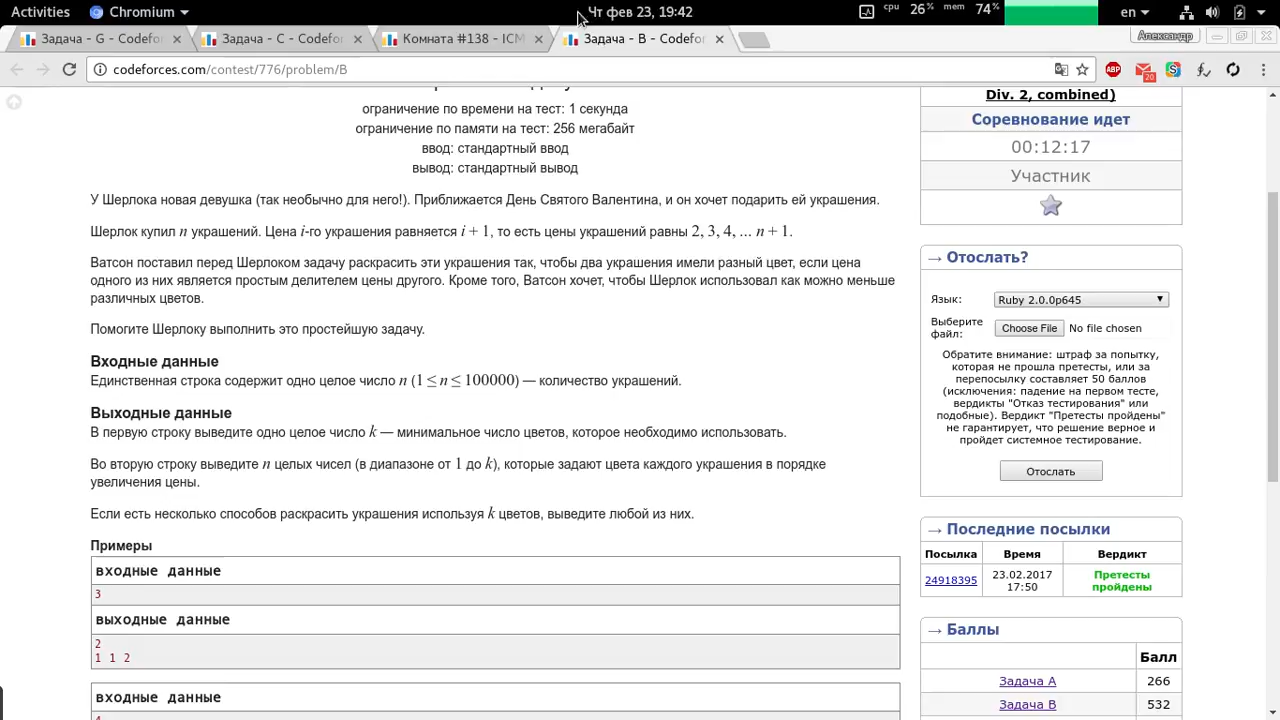 Activities Chromium Чт фев 23, 19:42 cpu 26% mem 74% en
Задача - G - Codefor Задача - C - Codefor Комната #138 - ICM Задача - B - Codefor Александр
codeforces.com/contest/776/problem/B ABP 20
ограничение по времени на тест: 1 секунда
ограничение по памяти на тест: 256 мегабайт
ввод: стандартный ввод
вывод: стандартный вывод
У Шерлока новая девушка (так необычно для него!). Приближается День Святого Валентина, и он хочет подарить ей украшения.
Шерлок купил n украшений. Цена i-го украшения равняется i + 1, то есть цены украшений равны 2, 3, 4, ... n + 1.
Ватсон поставил перед Шерлоком задачу раскрасить эти украшения так, чтобы два украшения имели разный цвет, если цена
одного из них является простым делителем цены другого. Кроме того, Ватсон хочет, чтобы Шерлок использовал как можно меньше
различных цветов.
Помогите Шерлоку выполнить это простейшую задачу.
Входные данные
Единственная строка содержит одно целое число n (1 ≤ n ≤ 100000) — количество украшений.
Выходные данные
В первую строку выведите одно целое число k — минимальное число цветов, которое необходимо использовать.
Во вторую строку выведите n целых чисел (в диапазоне от 1 до k), которые задают цвета каждого украшения в порядке
увеличения цены.
Если есть несколько способов раскрасить украшения используя k цветов, выведите любой из них.
Примеры
входные данные
3
выходные данные
2
1 1 2
входные данные
Div. 2, combined)
Соревнование идет
00:12:17
Участник
→ Отослать?
Язык: Ruby 2.0.0p645
Выберите
файл: Choose File No file chosen
Обратите внимание: штраф за попытку,
которая не прошла претесты, или за
перепосылку составляет 50 баллов
(исключения: падение на первом тесте,
вердикты "Отказ тестирования" или
подобные). Вердикт "Претесты пройдены"
не гарантирует, что решение верное и
пройдет системное тестирование.
Отослать
→ Последние посылки
Посылка Время Вердикт
24918395 23.02.2017 17:50 Претесты пройдены
→ Баллы
Балл
Задача A 266
Задача B 532